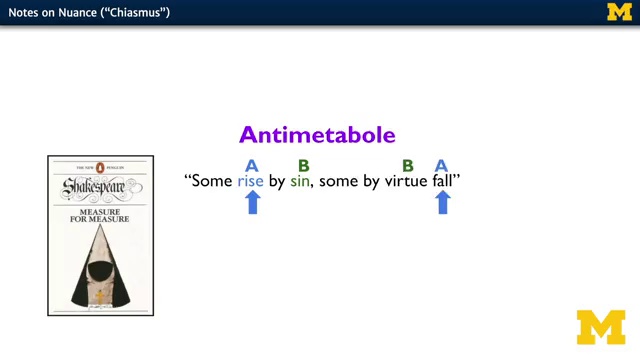 Notes on Nuance (“Chiasmus”)
M
Antimetabole
A B B A
“Some rise by sin, some by virtue fall”
THE NEW PENGUIN
Shakespeare
MEASURE
FOR MEASURE
M